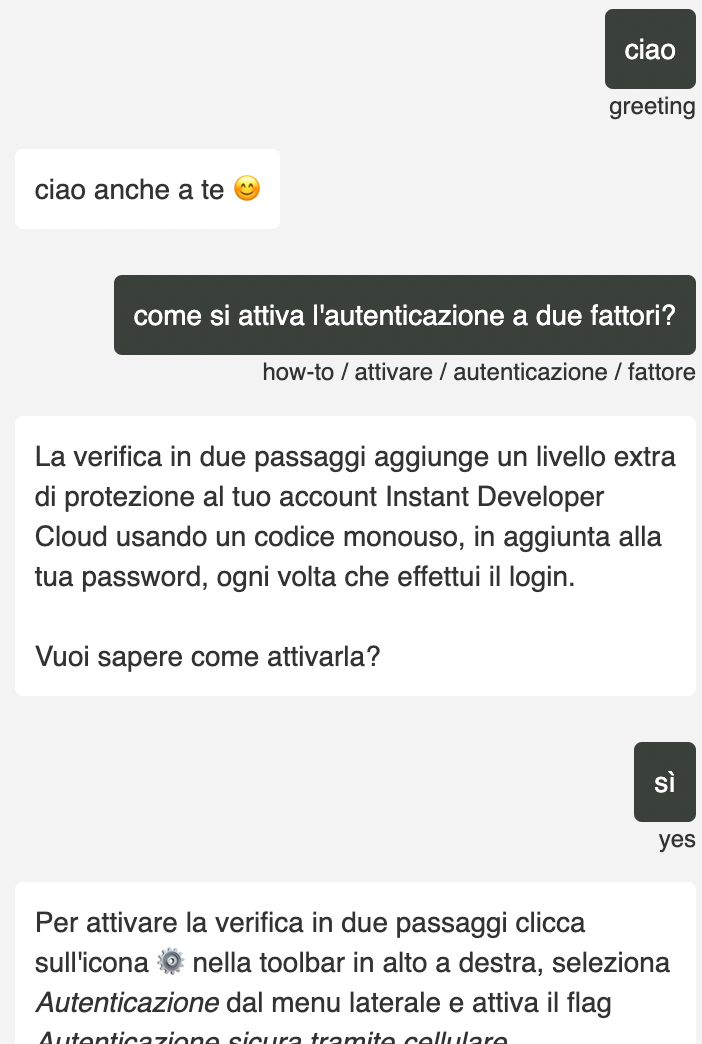 ciao
greeting
ciao anche a te 😊
come si attiva l'autenticazione a due fattori?
how-to / attivare / autenticazione / fattore
La verifica in due passaggi aggiunge un livello extra
di protezione al tuo account Instant Developer
Cloud usando un codice monouso, in aggiunta alla
tua password, ogni volta che effettui il login.
Vuoi sapere come attivarla?
sì
yes
Per attivare la verifica in due passaggi clicca
sull'icona ⚙️ nella toolbar in alto a destra, seleziona
Autenticazione dal menu laterale e attiva il flag
Autenticazione sicura tramite cellulare